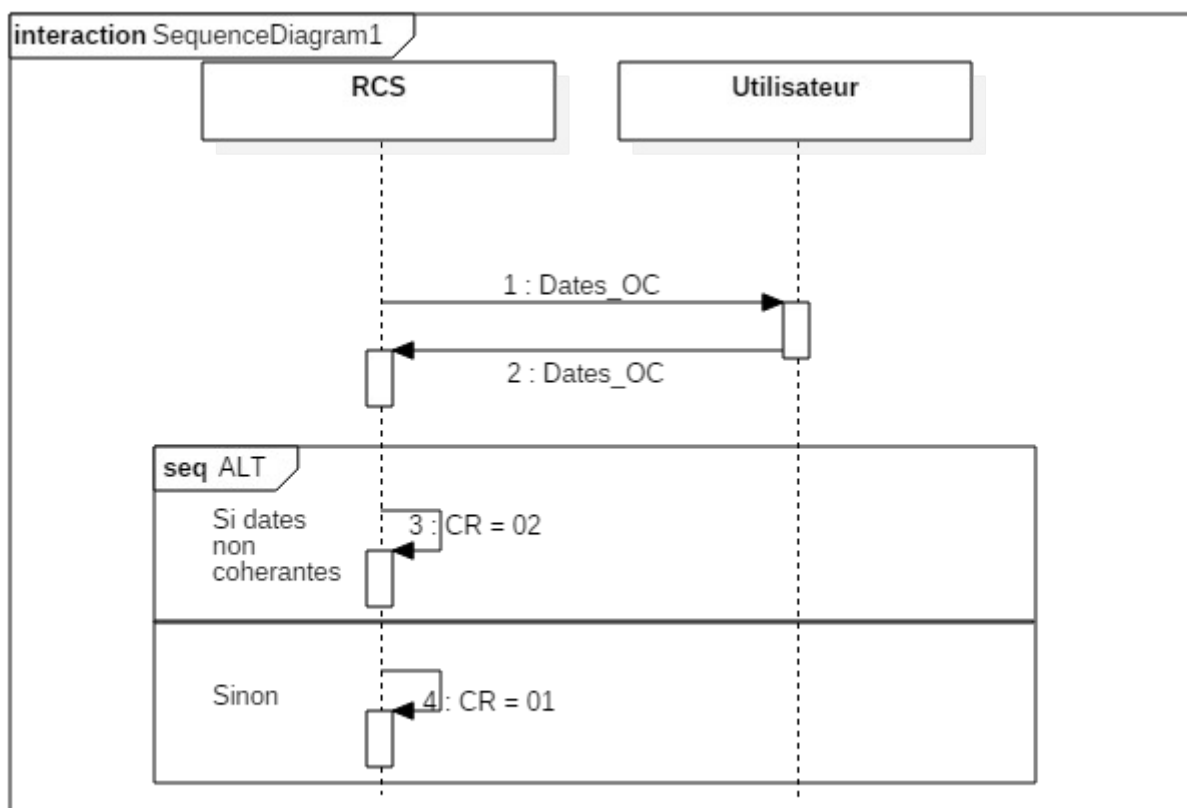 interaction SequenceDiagram1
RCS
Utilisateur
1 : Dates_OC
2 : Dates_OC
seq ALT
Si dates
non
coherantes
3 : CR = 02
Sinon
4 : CR = 01